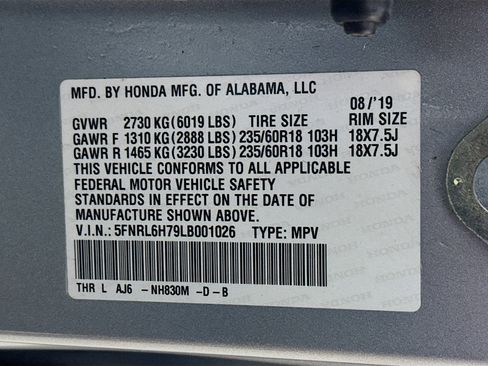 MFD. BY HONDA MFG. OF ALABAMA, LLC
08/'19
GVWR 2730 KG(6019 LBS) TIRE SIZE RIM SIZE
GAWR F 1310 KG(2888 LBS) 235/60R18 103H 18X7.5J
GAWR R 1465 KG(3230 LBS) 235/60R18 103H 18X7.5J
THIS VEHICLE CONFORMS TO ALL APPLICABLE
FEDERAL MOTOR VEHICLE SAFETY
STANDARDS IN EFFECT ON THE DATE OF
MANUFACTURE SHOWN ABOVE.
V.I.N.: 5FNRL6H79LB001026 TYPE: MPV
THR L AJ6 -NH830M -D-B